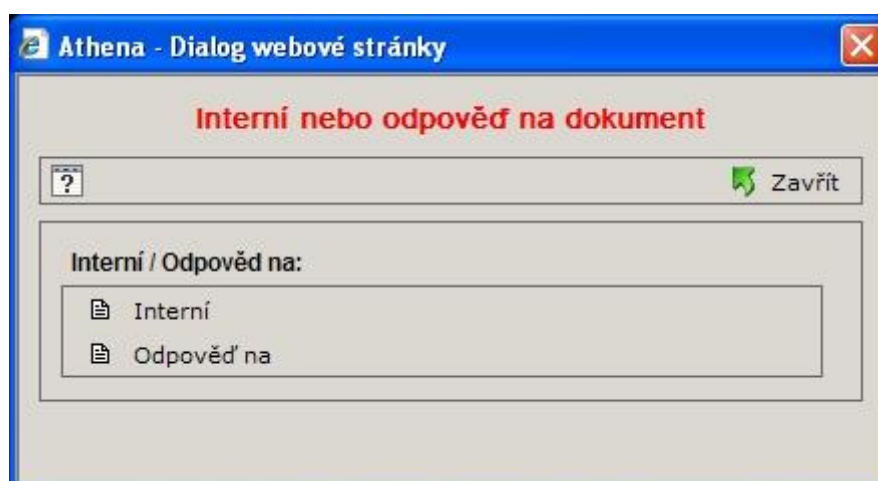 Athena - Dialog webové stránky
Interní nebo odpověď na dokument
? Zavřít
Interní / Odpověd na:
Interní
Odpověď na